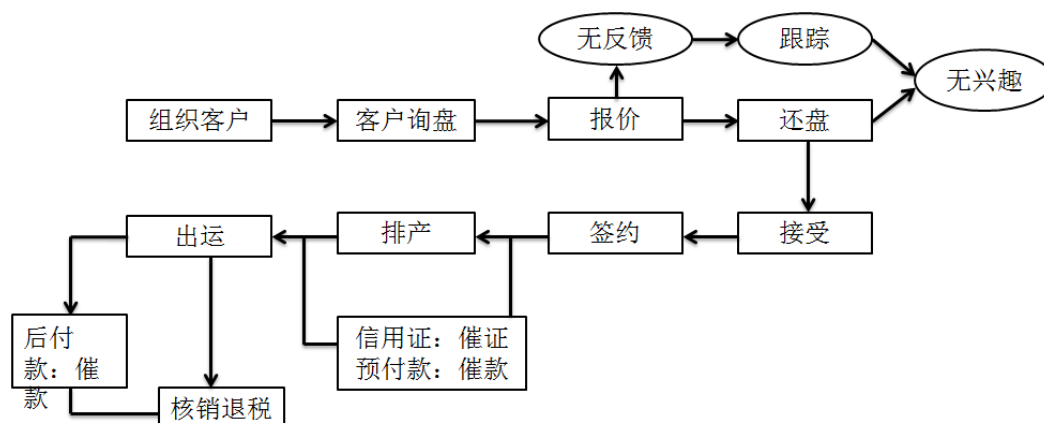 无反馈
跟踪
无兴趣
组织客户
客户询盘
报价
还盘
出运
排产
签约
接受
后付
款：催
款
信用证：催证
预付款：催款
核销退税